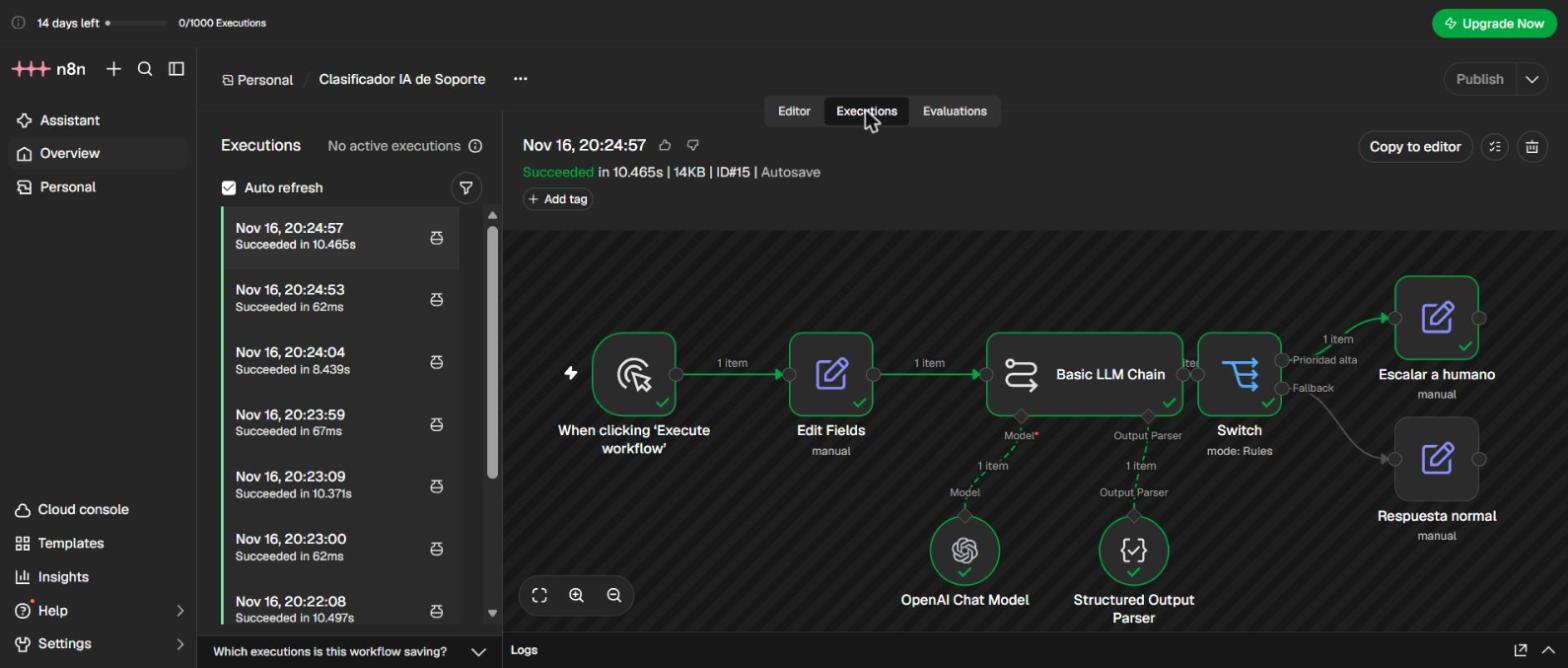 14 days left
0/1000 Executions
Upgrade Now
n8n
Personal / Clasificador IA de Soporte
Publish
Assistant
Overview
Personal
Cloud console
Templates
Insights
Help
Settings
Editor
Executions
Evaluations
Executions
No active executions
Auto refresh
Nov 16, 20:24:57
Succeeded in 10.465s
Nov 16, 20:24:53
Succeeded in 62ms
Nov 16, 20:24:04
Succeeded in 8.439s
Nov 16, 20:23:59
Succeeded in 67ms
Nov 16, 20:23:09
Succeeded in 10.371s
Nov 16, 20:23:00
Succeeded in 62ms
Nov 16, 20:22:08
Succeeded in 10.497s
Which executions is this workflow saving?
Nov 16, 20:24:57
Succeeded in 10.465s | 14KB | ID#15 | Autosave
+ Add tag
Copy to editor
When clicking ‘Execute
workflow’
1 item
Edit Fields
manual
1 item
Basic LLM Chain
Model*
Output Parser
1 item
1 item
Model
Output Parser
OpenAI Chat Model
Structured Output
Parser
Switch
mode: Rules
1 item
Prioridad alta
Fallback
Escalar a humano
manual
Respuesta normal
manual
Logs